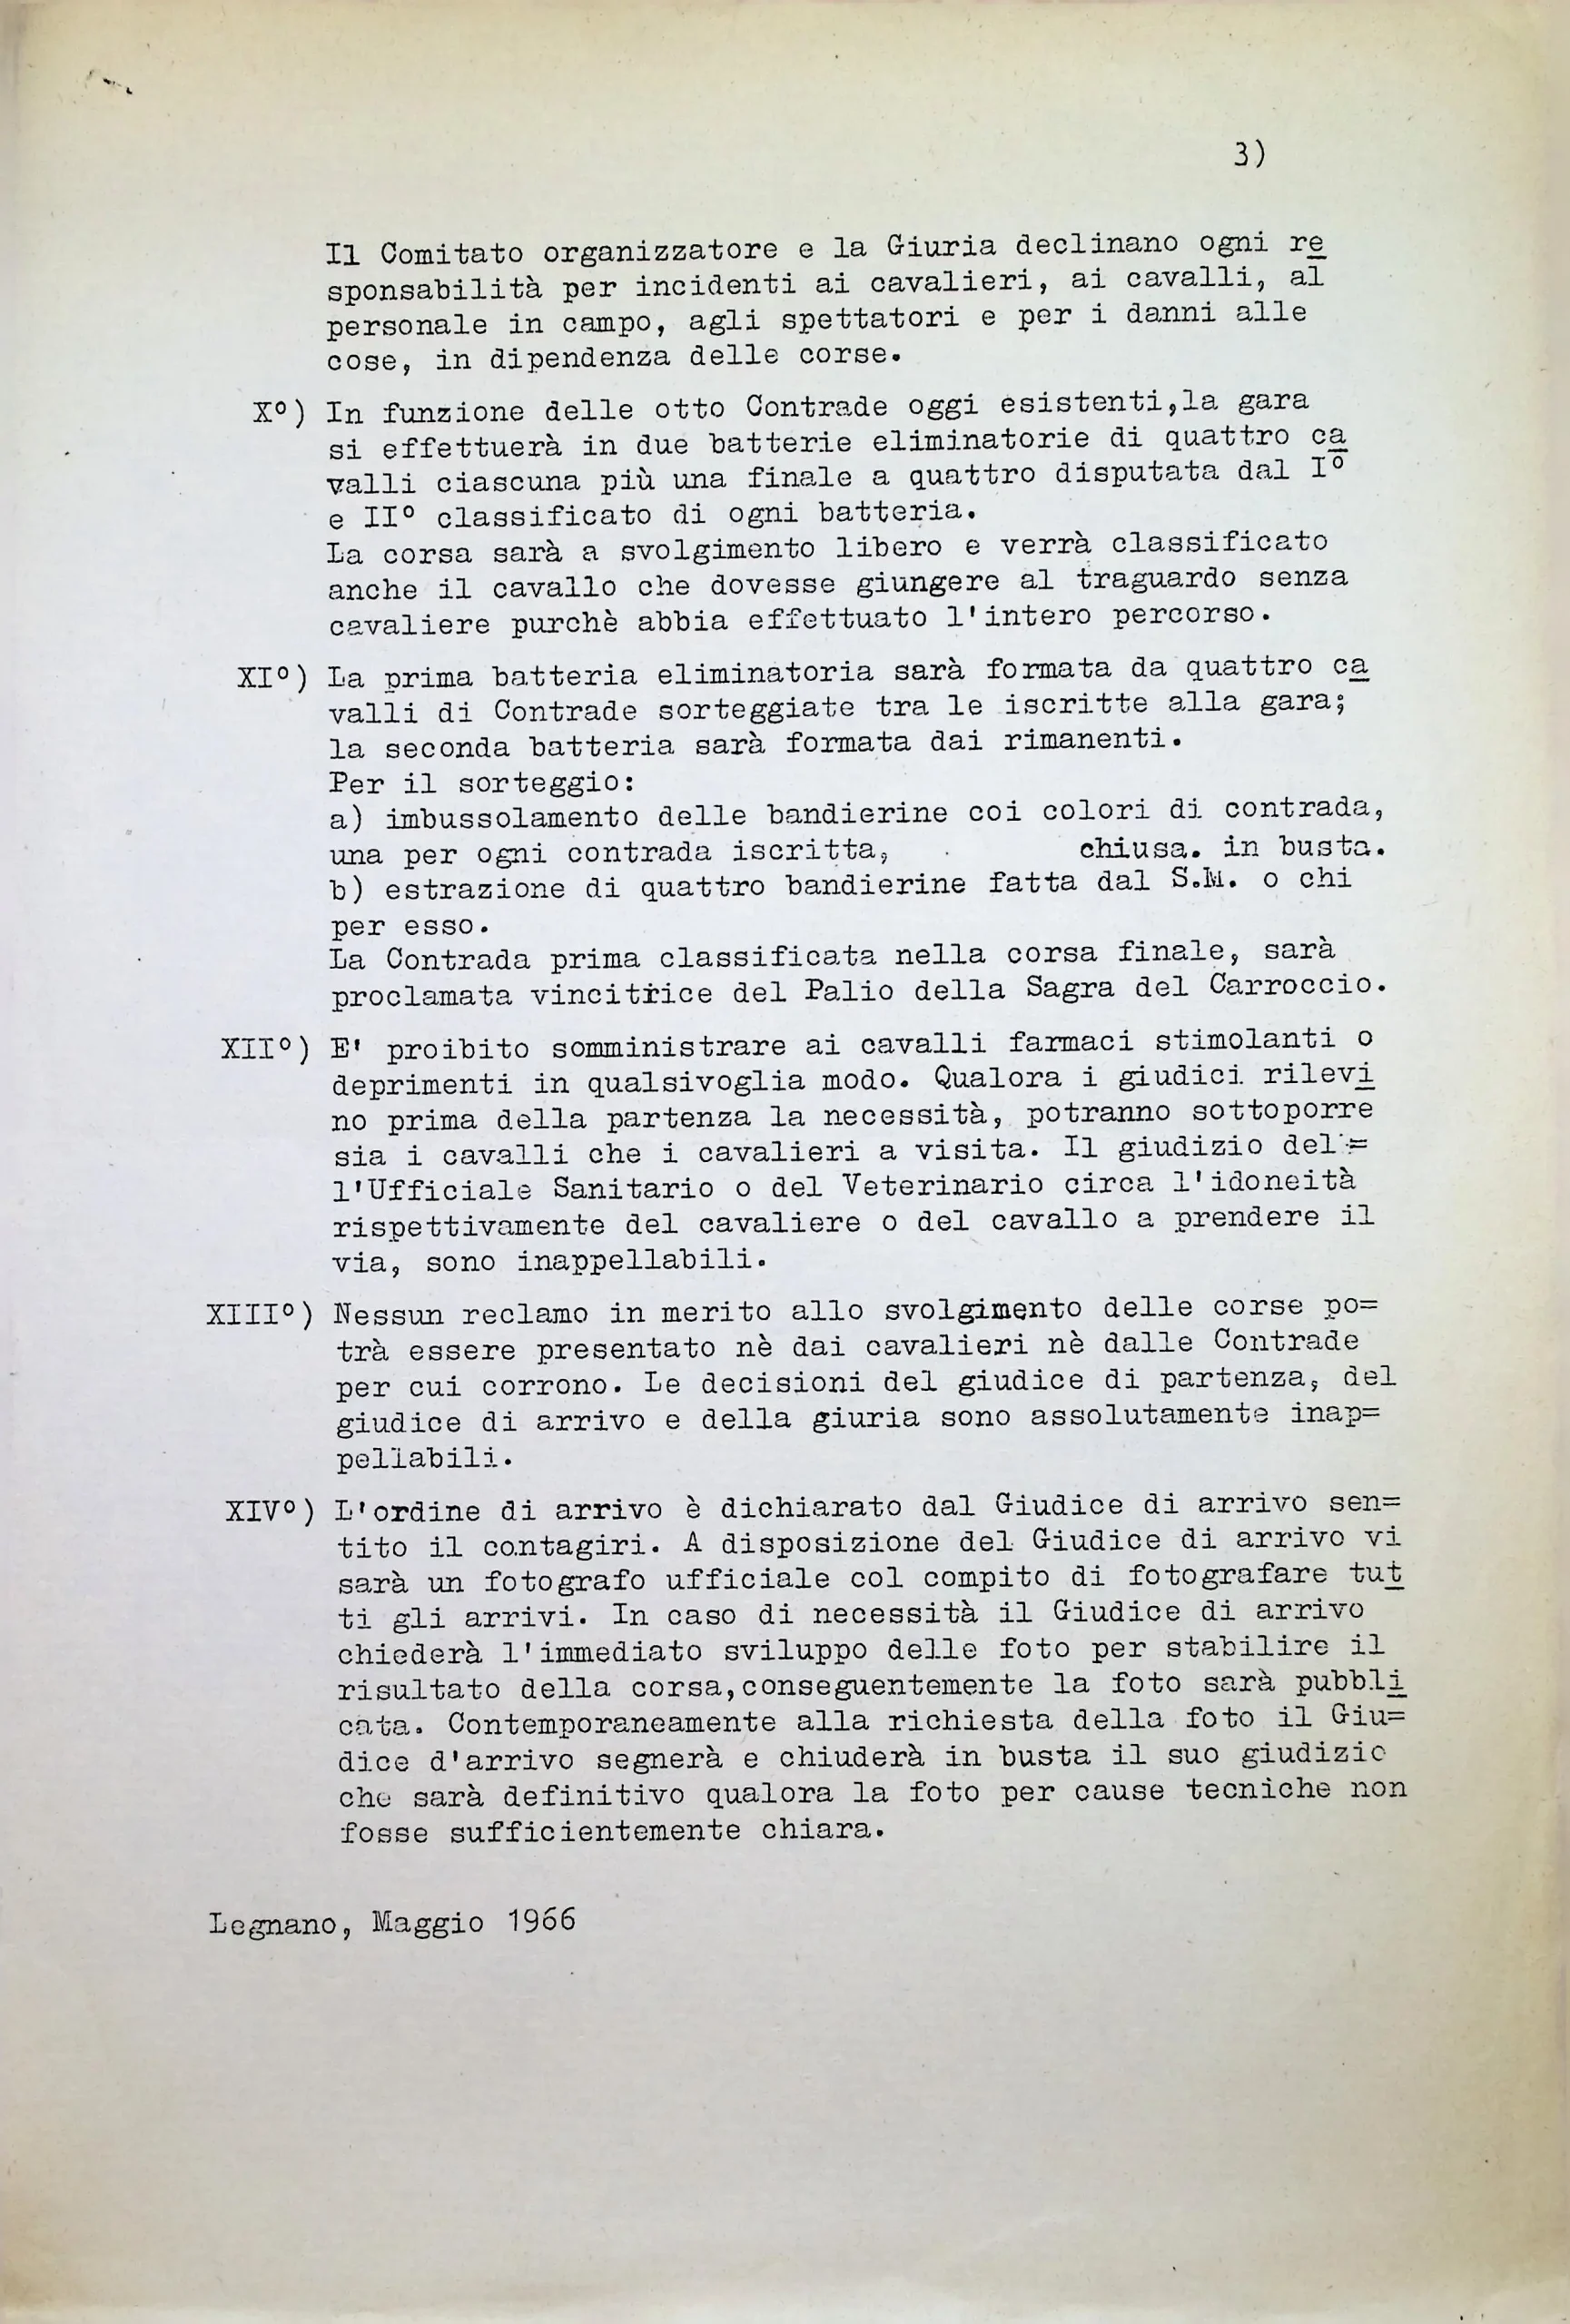 3)
Il Comitato organizzatore e la Giuria declinano ogni re
sponsabilità per incidenti ai cavalieri, ai cavalli, al
personale in campo, agli spettatori e per i danni alle
cose, in dipendenza delle corse.
X°) In funzione delle otto Contrade oggi esistenti,la gara
si effettuerà in due batterie eliminatorie di quattro ca
valli ciascuna più una finale a quattro disputata dal I°
e II° classificato di ogni batteria.
La corsa sarà a svolgimento libero e verrà classificato
anche il cavallo che dovesse giungere al traguardo senza
cavaliere purchè abbia effettuato l'intero percorso.
XI°) La prima batteria eliminatoria sarà formata da quattro ca
valli di Contrade sorteggiate tra le iscritte alla gara;
la seconda batteria sarà formata dai rimanenti.
Per il sorteggio:
a) imbussolamento delle bandierine coi colori di contrada,
una per ogni contrada iscritta, chiusa. in busta.
b) estrazione di quattro bandierine fatta dal S.M. o chi
per esso.
La Contrada prima classificata nella corsa finale, sarà
proclamata vincitrice del Palio della Sagra del Carroccio.
XII°) E' proibito somministrare ai cavalli farmaci stimolanti o
deprimenti in qualsivoglia modo. Qualora i giudici rilevi
no prima della partenza la necessità, potranno sottoporre
sia i cavalli che i cavalieri a visita. Il giudizio del=
l'Ufficiale Sanitario o del Veterinario circa l'idoneità
rispettivamente del cavaliere o del cavallo a prendere il
via, sono inappellabili.
XIII°) Nessun reclamo in merito allo svolgimento delle corse po=
trà essere presentato nè dai cavalieri nè dalle Contrade
per cui corrono. Le decisioni del giudice di partenza, del
giudice di arrivo e della giuria sono assolutamente inap=
pellabili.
XIV°) L'ordine di arrivo è dichiarato dal Giudice di arrivo sen=
tito il contagiri. A disposizione del Giudice di arrivo vi
sarà un fotografo ufficiale col compito di fotografare tut
ti gli arrivi. In caso di necessità il Giudice di arrivo
chiederà l'immediato sviluppo delle foto per stabilire il
risultato della corsa,conseguentemente la foto sarà pubbli
cata. Contemporaneamente alla richiesta della foto il Giu=
dice d'arrivo segnerà e chiuderà in busta il suo giudizio
che sarà definitivo qualora la foto per cause tecniche non
fosse sufficientemente chiara.
Legnano, Maggio 1966